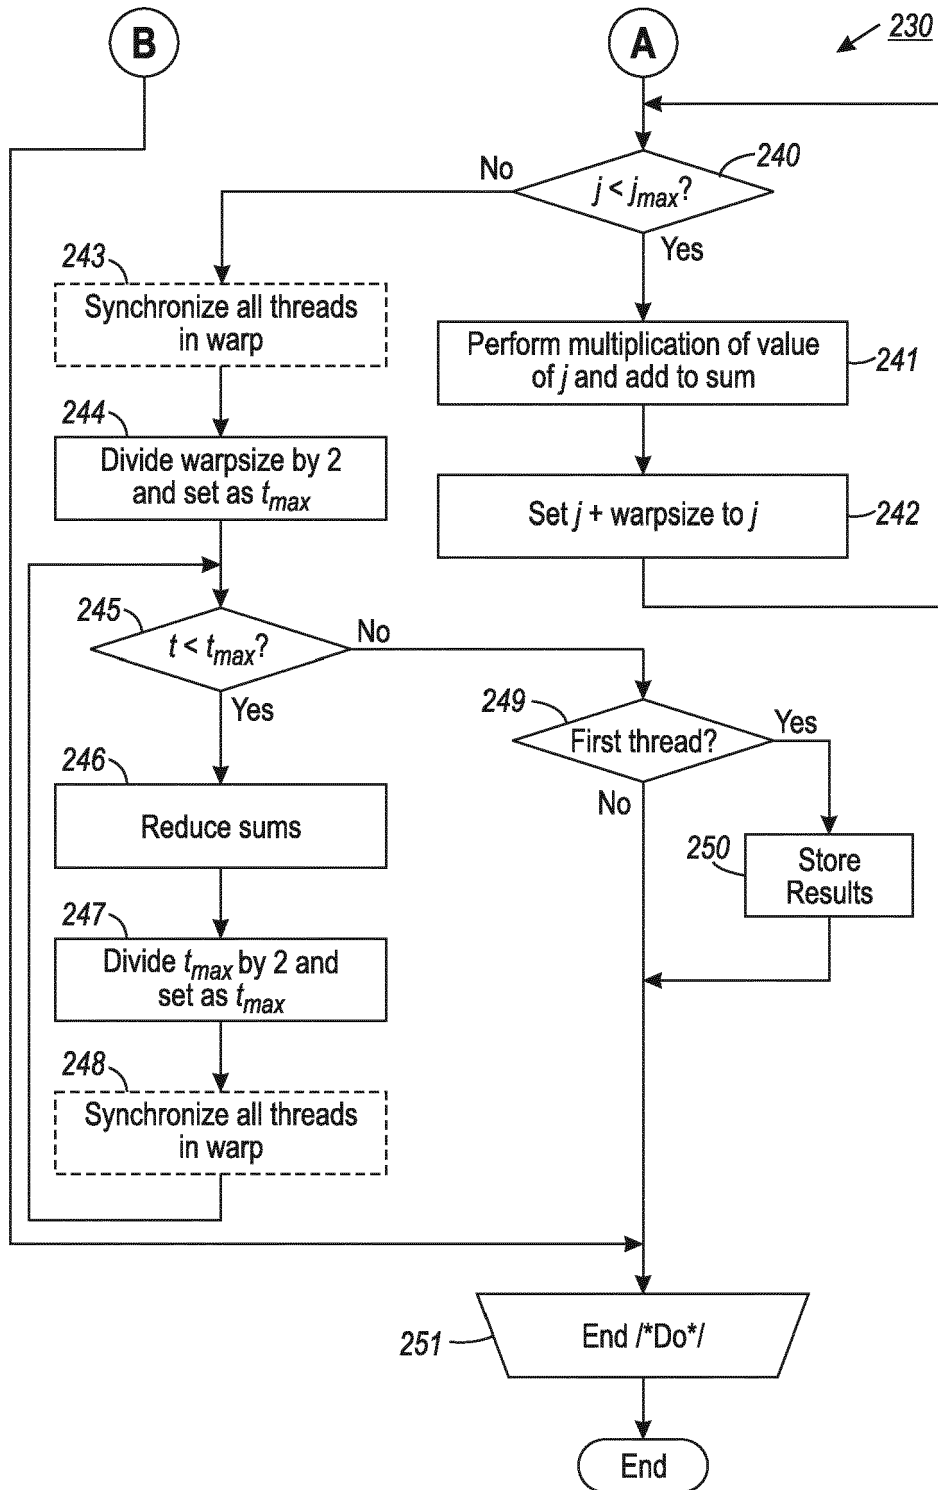 B
A
230
240
No
j < jmax?
Yes
243
Synchronize all threads
in warp
Perform multiplication of value
of j and add to sum
241
244
Divide warpsize by 2
and set as tmax
Set j + warpsize to j
242
245
t < tmax?
No
Yes
249
First thread?
Yes
No
246
Reduce sums
250
Store
Results
247
Divide tmax by 2 and
set as tmax
248
Synchronize all threads
in warp
251
End /*Do*/
End